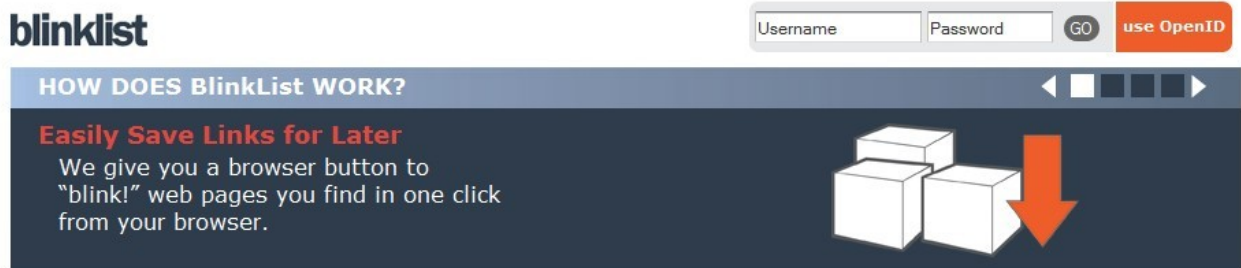 blinklist
Username Password GO use OpenID
HOW DOES BlinkList WORK?
Easily Save Links for Later
We give you a browser button to
“blink!” web pages you find in one click
from your browser.